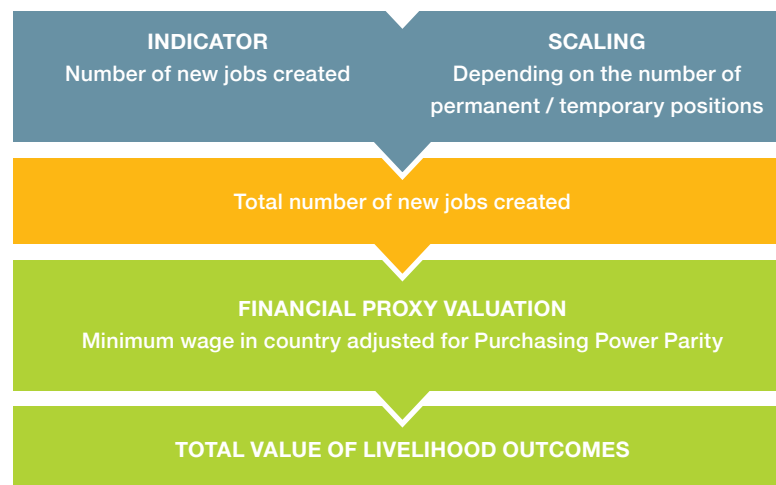 INDICATOR
Number of new jobs created
SCALING
Depending on the number of
permanent / temporary positions
Total number of new jobs created
FINANCIAL PROXY VALUATION
Minimum wage in country adjusted for Purchasing Power Parity
TOTAL VALUE OF LIVELIHOOD OUTCOMES